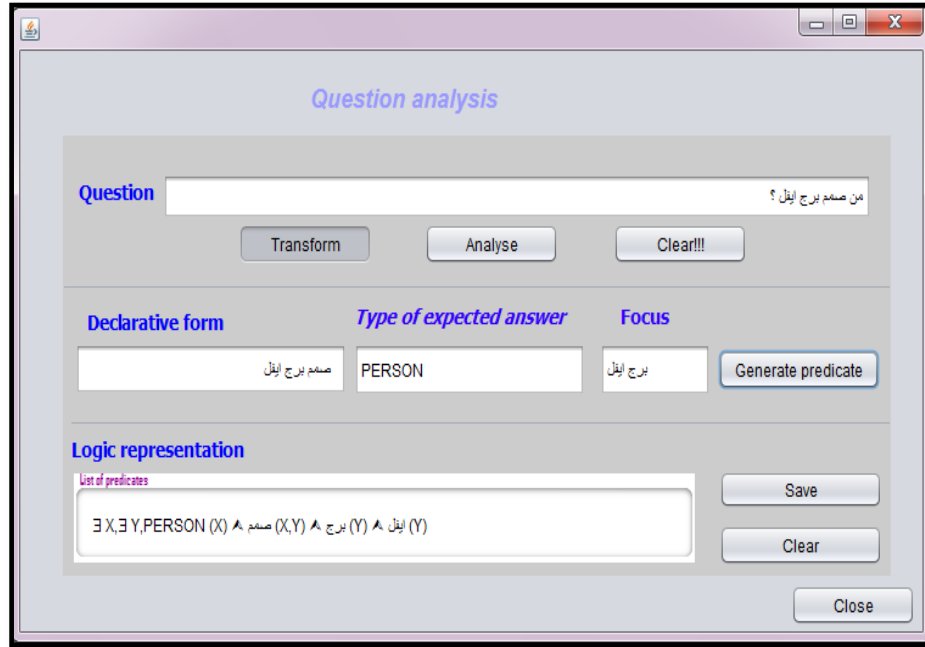 Question analysis
Question من صمم برج ايفل ؟
Transform Analyse Clear!!!
Declarative form Type of expected answer Focus
صمم برج ايفل PERSON برج ايفل Generate predicate
Logic representation
List of predicates
Save
∃ X,∃ Y,PERSON (X) ⋏ صمم (X,Y) ⋏ برج (Y) ⋏ ايفل (Y)
Clear
Close